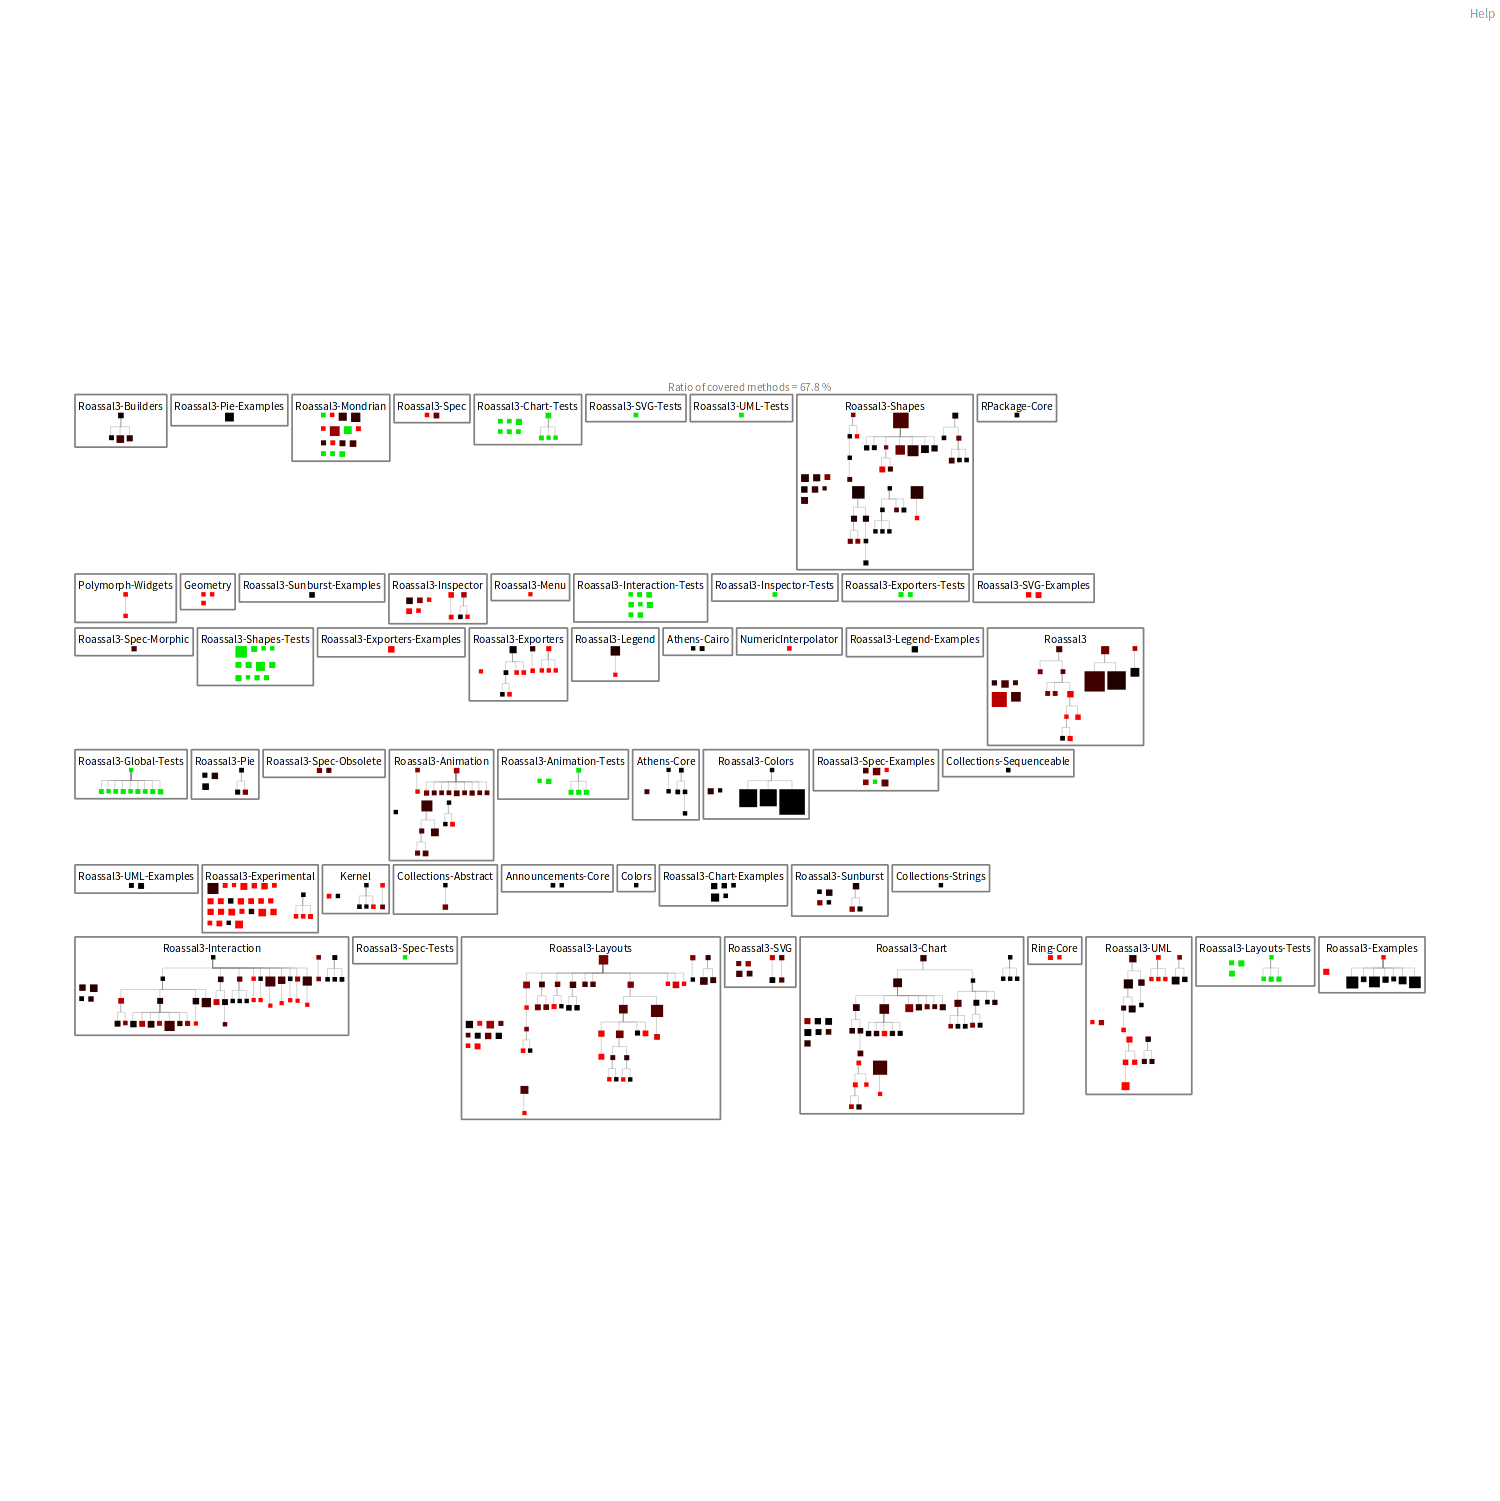 Help
Ratio of covered methods = 67.8 %
Roassal3-Builders Roassal3-Pie-Examples Roassal3-Mondrian Roassal3-Spec Roassal3-Chart-Tests Roassal3-SVG-Tests Roassal3-UML-Tests Roassal3-Shapes RPackage-Core
Polymorph-Widgets Geometry Roassal3-Sunburst-Examples Roassal3-Inspector Roassal3-Menu Roassal3-Interaction-Tests Roassal3-Inspector-Tests Roassal3-Exporters-Tests Roassal3-SVG-Examples
Roassal3-Spec-Morphic Roassal3-Shapes-Tests Roassal3-Exporters-Examples Roassal3-Exporters Roassal3-Legend Athens-Cairo NumericInterpolator Roassal3-Legend-Examples Roassal3
Roassal3-Global-Tests Roassal3-Pie Roassal3-Spec-Obsolete Roassal3-Animation Roassal3-Animation-Tests Athens-Core Roassal3-Colors Roassal3-Spec-Examples Collections-Sequenceable
Roassal3-UML-Examples Roassal3-Experimental Kernel Collections-Abstract Announcements-Core Colors Roassal3-Chart-Examples Roassal3-Sunburst Collections-Strings
Roassal3-Interaction Roassal3-Spec-Tests Roassal3-Layouts Roassal3-SVG Roassal3-Chart Ring-Core Roassal3-UML Roassal3-Layouts-Tests Roassal3-Examples